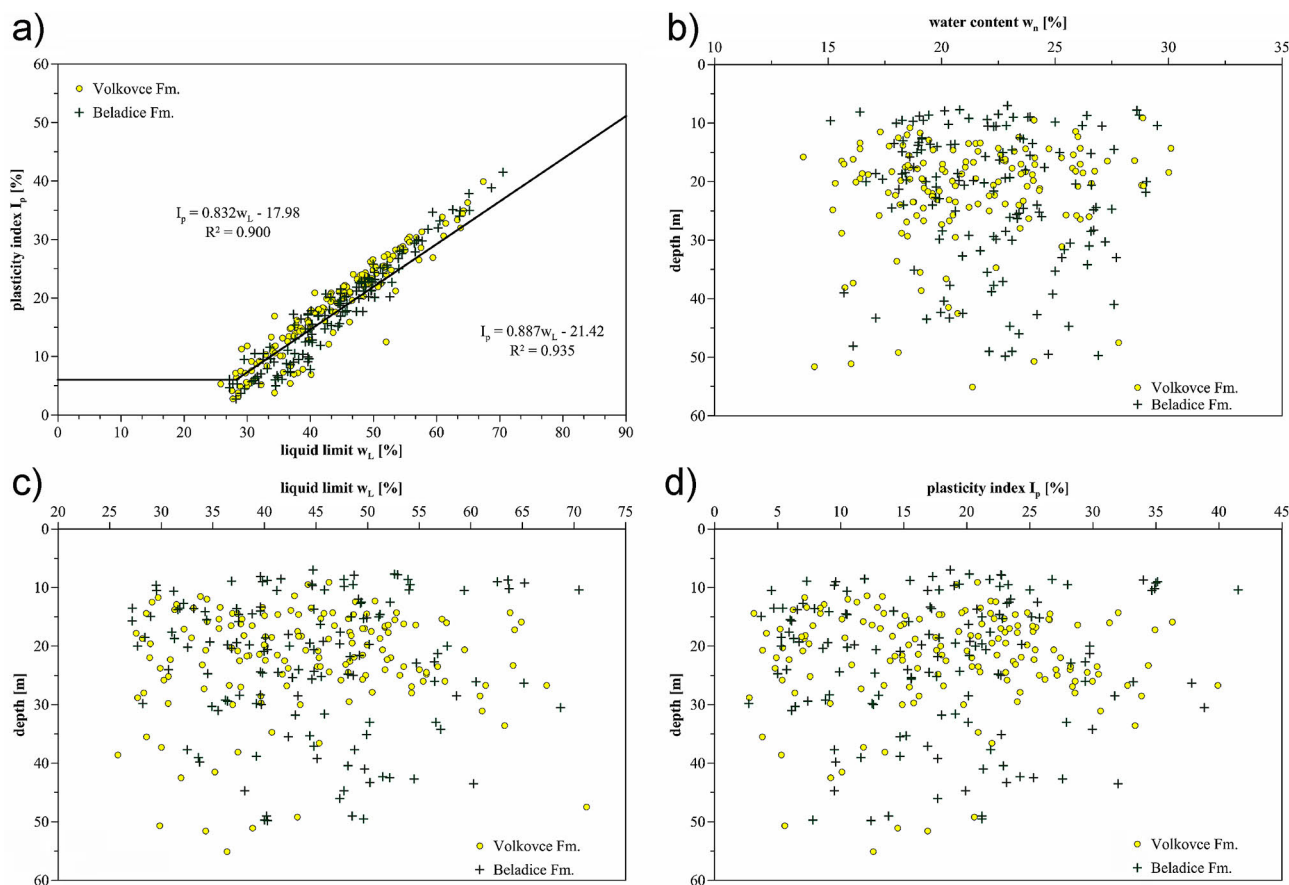 a)
60
50
40
30
20
10
0
plasticity index Ip [%]
Volkovce Fm.
Beladice Fm.
Ip = 0.832wL - 17.98
R² = 0.900
Ip = 0.887wL - 21.42
R² = 0.935
0 10 20 30 40 50 60 70 80 90
liquid limit wL [%]
b)
water content wn [%]
10 15 20 25 30 35
0
10
20
30
40
50
60
depth [m]
Volkovce Fm.
Beladice Fm.
c)
liquid limit wL [%]
20 25 30 35 40 45 50 55 60 65 70 75
0
10
20
30
40
50
60
depth [m]
Volkovce Fm.
Beladice Fm.
d)
plasticity index Ip [%]
0 5 10 15 20 25 30 35 40 45
0
10
20
30
40
50
60
depth [m]
Volkovce Fm.
Beladice Fm.